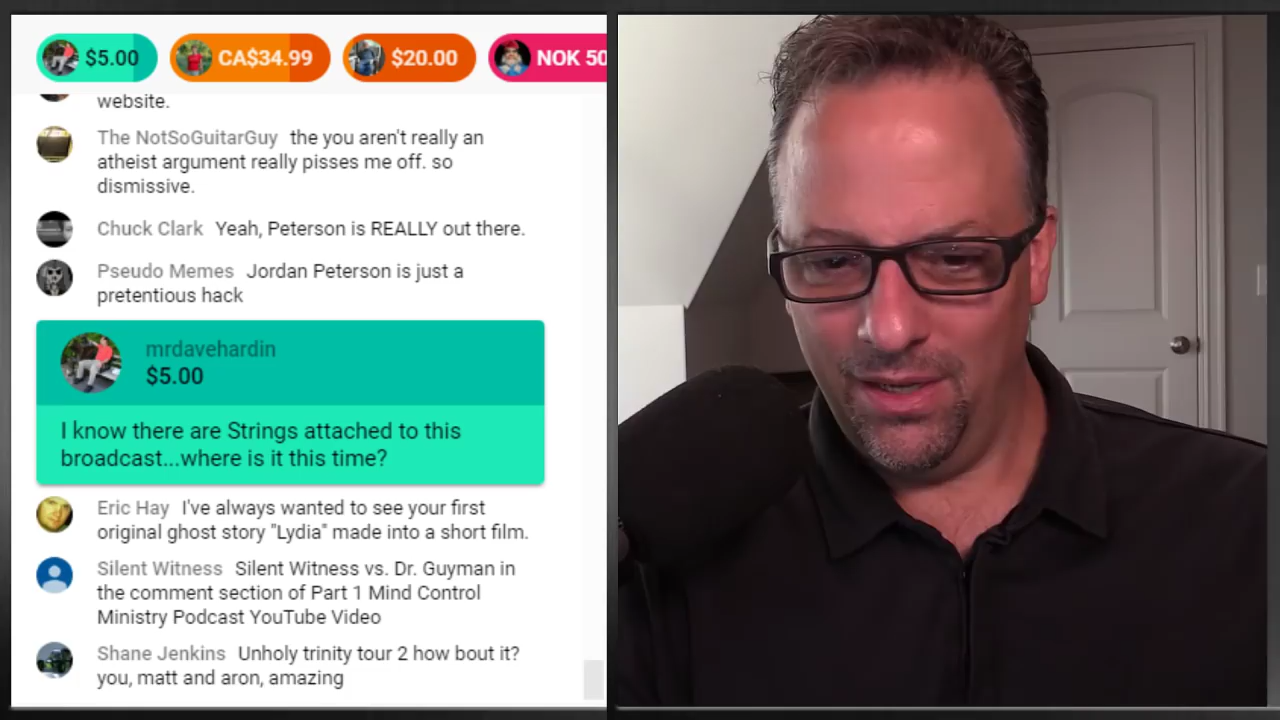 $5.00 CA$34.99 $20.00 NOK 50
website.
The NotSoGuitarGuy the you aren't really an
atheist argument really pisses me off. so
dismissive.
Chuck Clark Yeah, Peterson is REALLY out there.
Pseudo Memes Jordan Peterson is just a
pretentious hack
mrdavehardin
$5.00
I know there are Strings attached to this
broadcast...where is it this time?
Eric Hay I've always wanted to see your first
original ghost story "Lydia" made into a short film.
Silent Witness Silent Witness vs. Dr. Guyman in
the comment section of Part 1 Mind Control
Ministry Podcast YouTube Video
Shane Jenkins Unholy trinity tour 2 how bout it?
you, matt and aron, amazing